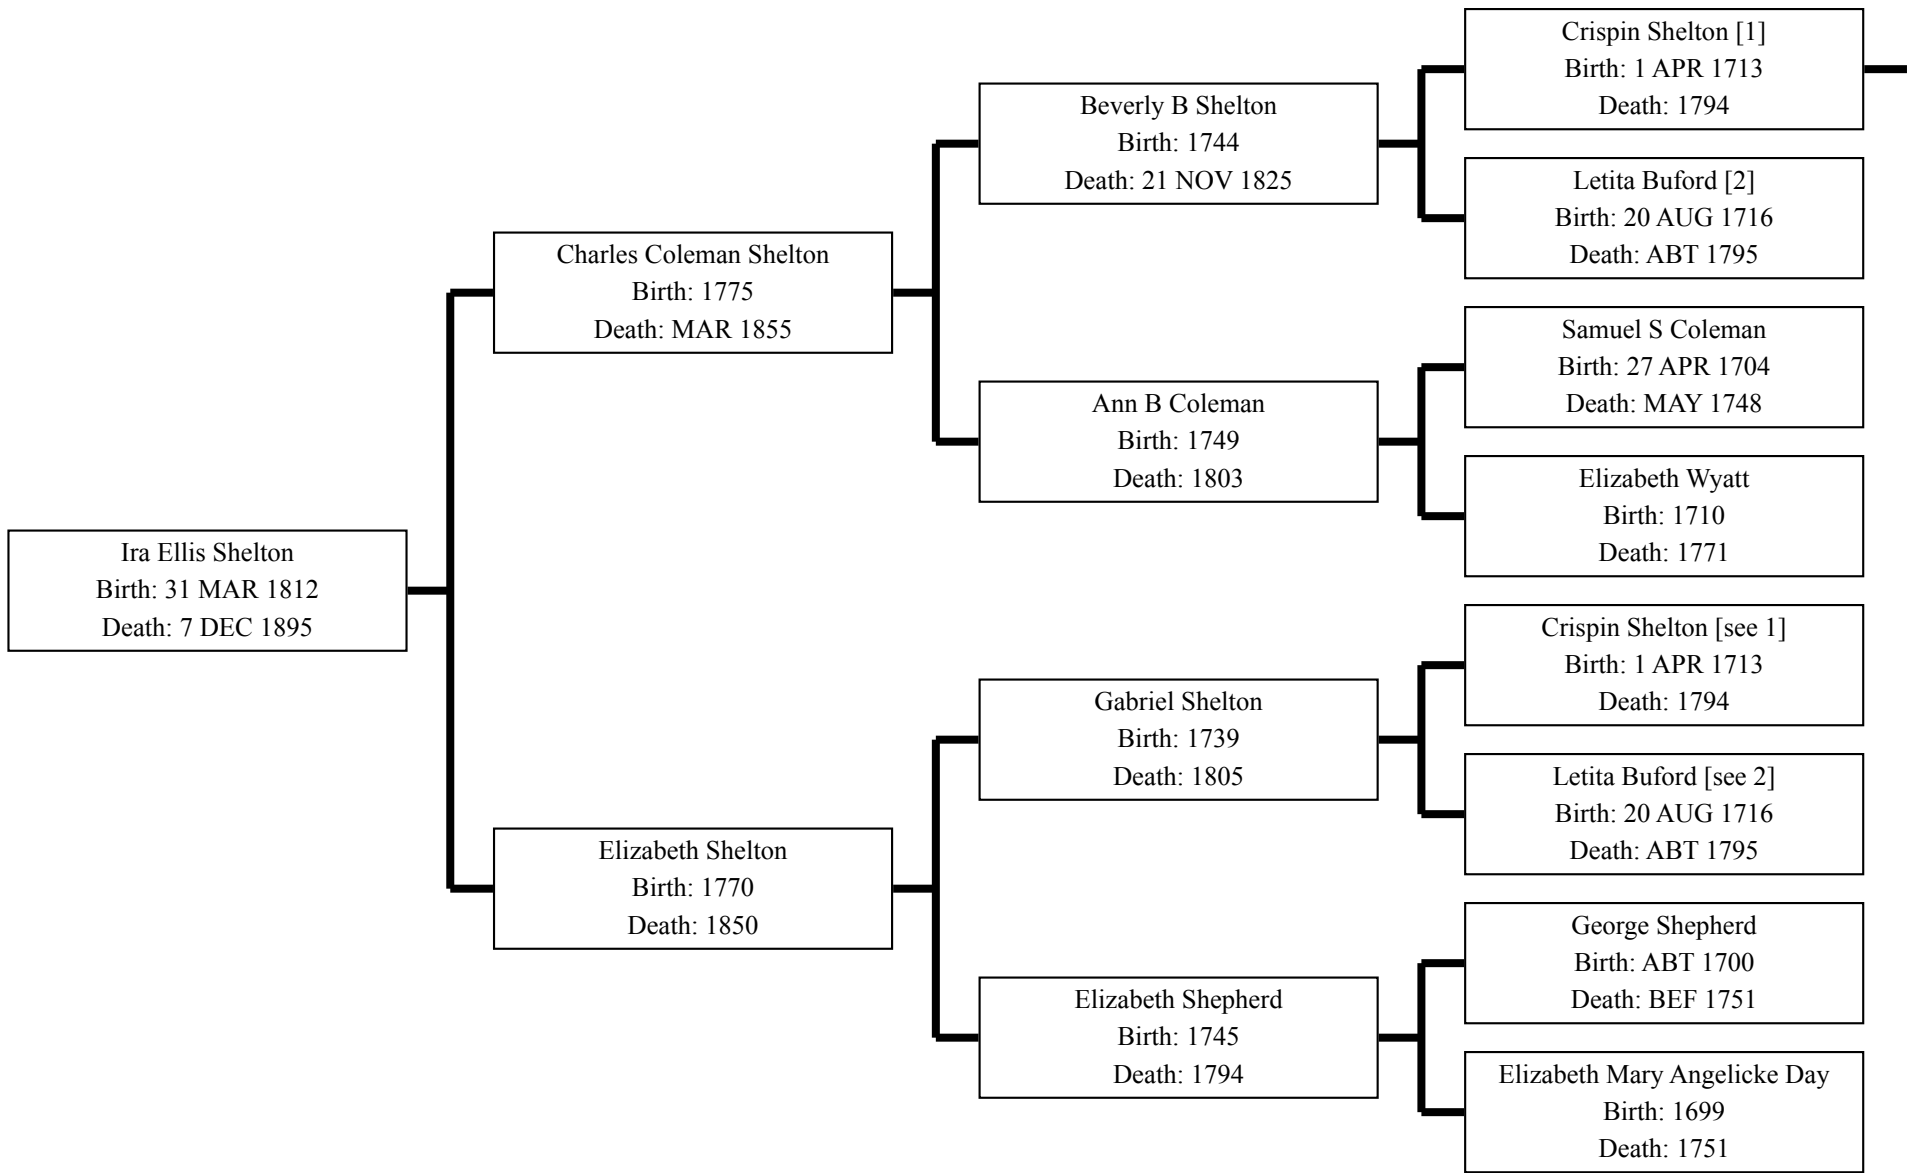 Crispin Shelton [1]
Birth: 1 APR 1713
Death: 1794
Beverly B Shelton
Birth: 1744
Death: 21 NOV 1825
Letita Buford [2]
Birth: 20 AUG 1716
Death: ABT 1795
Charles Coleman Shelton
Birth: 1775
Death: MAR 1855
Samuel S Coleman
Birth: 27 APR 1704
Death: MAY 1748
Ann B Coleman
Birth: 1749
Death: 1803
Elizabeth Wyatt
Birth: 1710
Death: 1771
Ira Ellis Shelton
Birth: 31 MAR 1812
Death: 7 DEC 1895
Crispin Shelton [see 1]
Birth: 1 APR 1713
Death: 1794
Gabriel Shelton
Birth: 1739
Death: 1805
Letita Buford [see 2]
Birth: 20 AUG 1716
Death: ABT 1795
Elizabeth Shelton
Birth: 1770
Death: 1850
George Shepherd
Birth: ABT 1700
Death: BEF 1751
Elizabeth Shepherd
Birth: 1745
Death: 1794
Elizabeth Mary Angelicke Day
Birth: 1699
Death: 1751